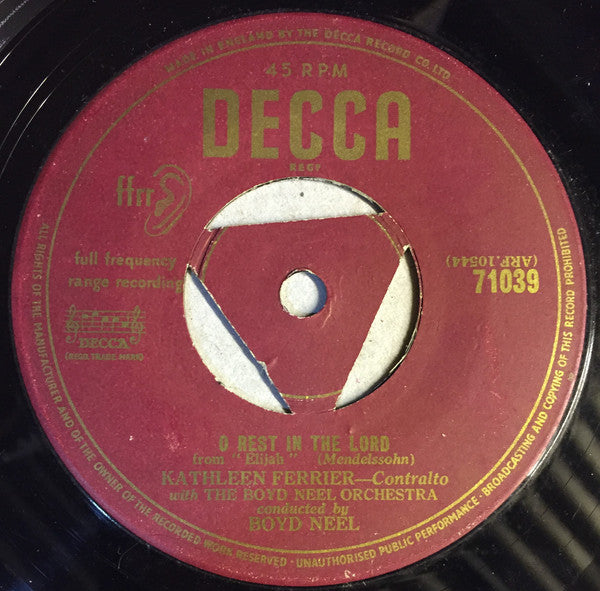 MADE IN ENGLAND BY THE DECCA RECORD CO. LTD.
45 RPM
DECCA
REGD
ffrr
full frequency
range recording
(ARF.10544)
71039
DECCA
(REGD. TRADE. MARK)
O REST IN THE LORD
from "Elijah" (Mendelssohn)
KATHLEEN FERRIER—Contralto
with THE BOYD NEEL ORCHESTRA
conducted by
BOYD NEEL
ALL RIGHTS OF THE MANUFACTURER AND OF THE OWNER OF THE RECORDED WORK RESERVED · UNAUTHORISED PUBLIC PERFORMANCE · BROADCASTING AND COPYING OF THIS RECORD PROHIBITED